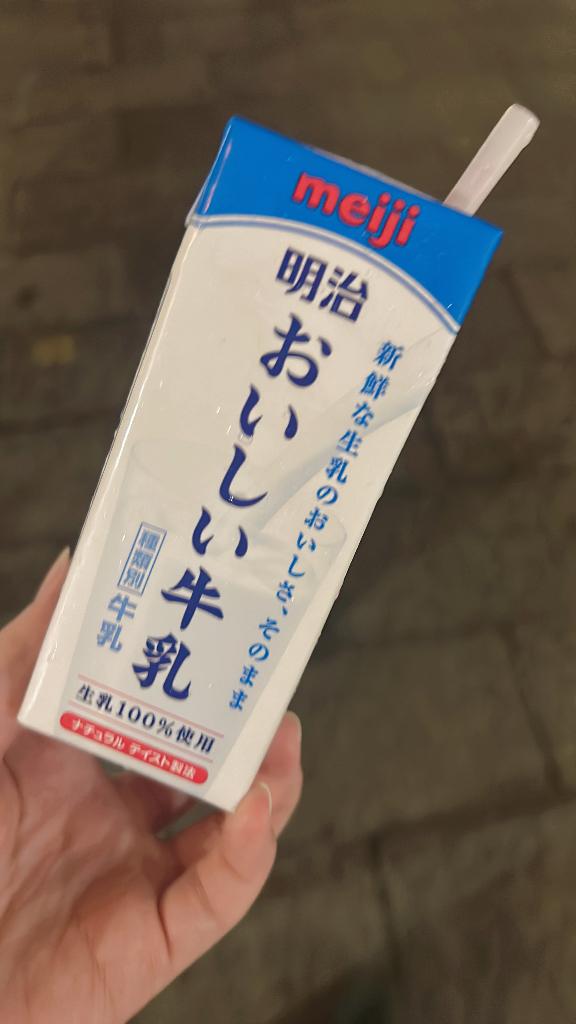 meiji
明治
おいしい牛乳
新鮮な生乳のおいしさ、そのまま
種類別
牛乳
生乳100%使用
ナチュラル テイスト製法